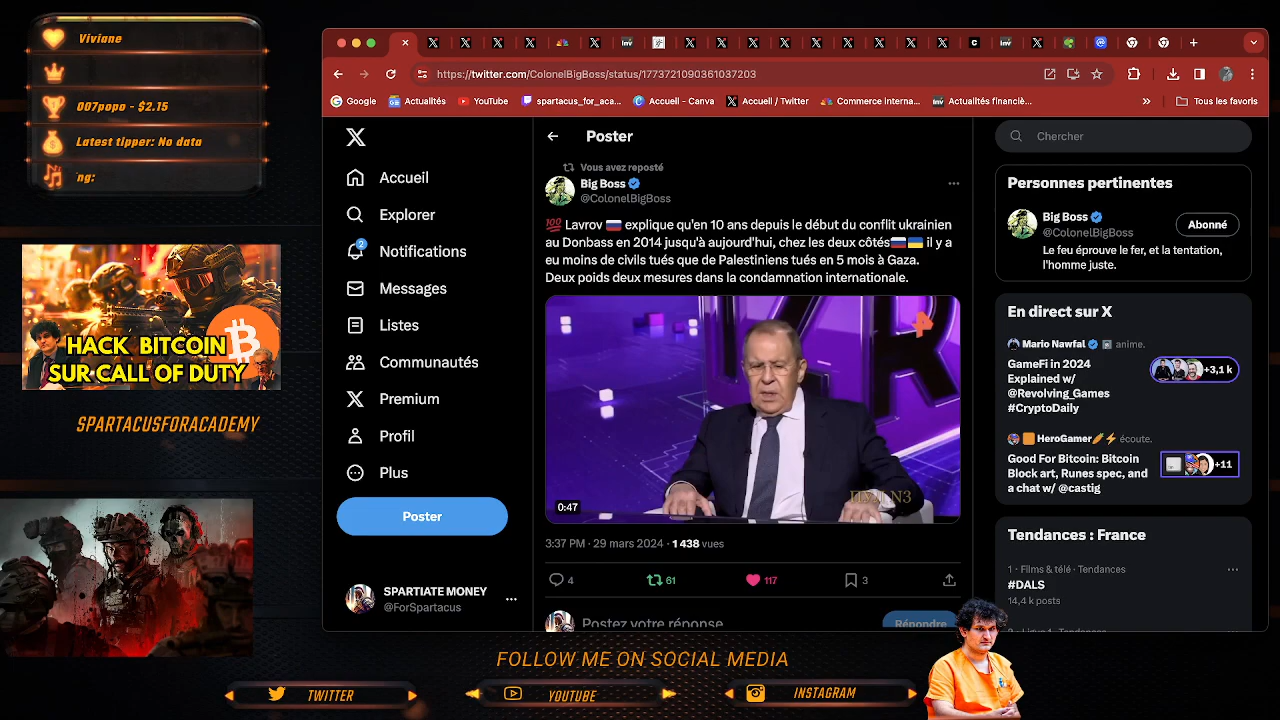 Viviane
007popo - $2.15
Latest tipper: No data
ng:
HACK BITCOIN
SUR CALL OF DUTY
SPARTACUSFORACADEMY
https://twitter.com/ColonelBigBoss/status/1773721090361037203
Google
Actualités
YouTube
spartacus_for_aca...
Accueil - Canva
Accueil / Twitter
Commerce Interna...
Actualités financiè...
Tous les favoris
Accueil
Explorer
2
Notifications
Messages
Listes
Communautés
Premium
Profil
Plus
Poster
SPARTIATE MONEY
@ForSpartacus
Poster
Vous avez reposté
Big Boss
@ColonelBigBoss
💯 Lavrov 🇷🇺 explique qu'en 10 ans depuis le début du conflit ukrainien
au Donbass en 2014 jusqu'à aujourd'hui, chez les deux côtés🇷🇺🇺🇦 il y a
eu moins de civils tués que de Palestiniens tués en 5 mois à Gaza.
Deux poids deux mesures dans la condamnation internationale.
0:47
3:37 PM · 29 mars 2024 · 1 438 vues
4
61
117
3
Postez votre réponse
Répondre
Chercher
Personnes pertinentes
Big Boss
@ColonelBigBoss
Abonné
Le feu éprouve le fer, et la tentation,
l'homme juste.
En direct sur X
Mario Nawfal anime.
GameFi in 2024
Explained w/
@Revolving_Games
#CryptoDaily
+3,1 k
HeroGamer🥕⚡ écoute.
Good For Bitcoin: Bitcoin
Block art, Runes spec, and
a chat w/ @castig
+11
Tendances : France
1 · Films & télé · Tendances
#DALS
14,4 k posts
FOLLOW ME ON SOCIAL MEDIA
TWITTER
YOUTUBE
INSTAGRAM